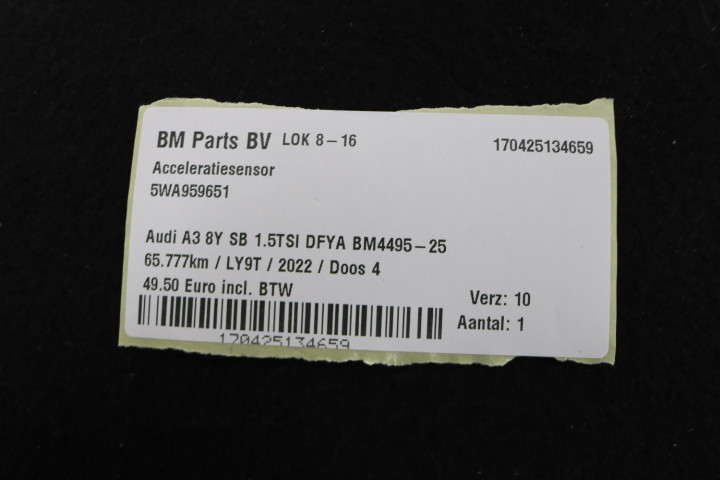 BM Parts BV LOK 8-16 170425134659
Acceleratiesensor
5WA959651
Audi A3 8Y SB 1.5TSI DFYA BM4495-25
65.777km / LY9T / 2022 / Doos 4
49.50 Euro incl. BTW Verz: 10
Aantal: 1
170425134659